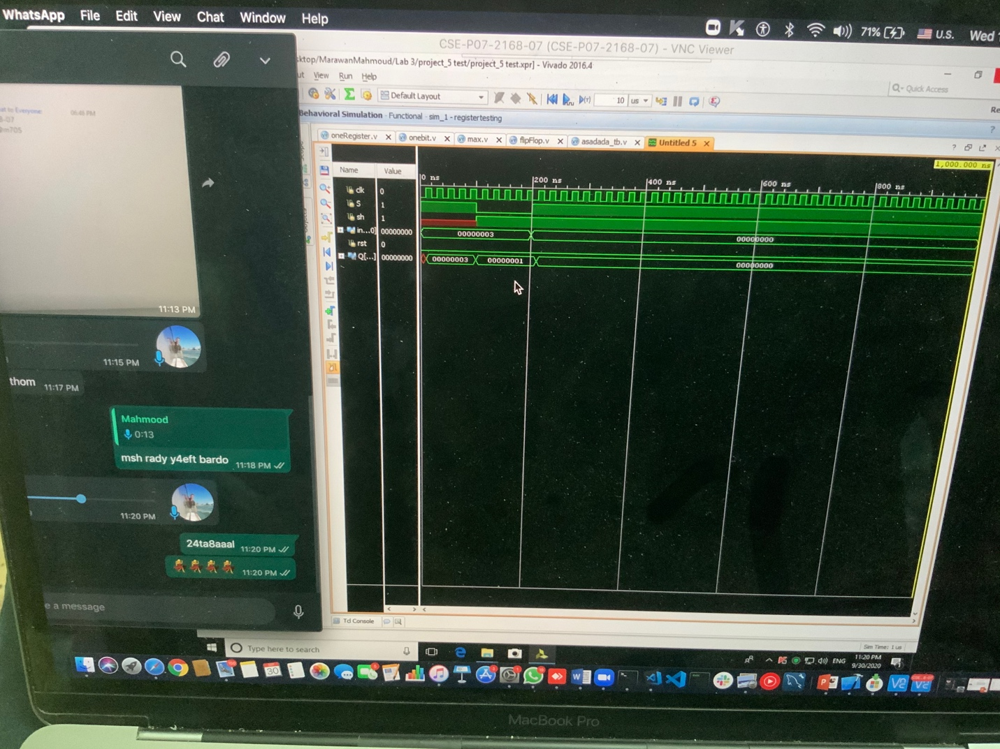 WhatsApp File Edit View Chat Window Help
71% U.S. Wed
CSE-P07-2168-07 (CSE-P07-2168-07) - VNC Viewer
ktop/MarawanMahmoud/Lab 3/project_5 test/project_5 test.xpr] - Vivado 2016.4
View Run Help
Quick Access
Default Layout
10 us
Behavioral Simulation - Functional - sim_1 - registertesting
oneRegister.v
onebit.v
max.v
flipFlop.v
asadada_tb.v
Untitled 5
1,000.000 ns
Name Value
0 ns 200 ns 400 ns 600 ns 800 ns
clk 0
S 1
sh 1
in...0] 00000000 00000003 00000000
rst 0
Q[...] 00000000 00000003 00000001 00000000
to Everyone: 06:48 PM
11:13 PM
11:15 PM
thom 11:17 PM
Mahmood
0:13
msh rady y4eft bardo 11:18 PM
11:20 PM
24ta8aaal 11:20 PM
11:20 PM
e a message
Tcl Console
Sim Time: 1 us
Type here to search
ENG 11:20 PM
9/30/2020
30
MacBook Pro